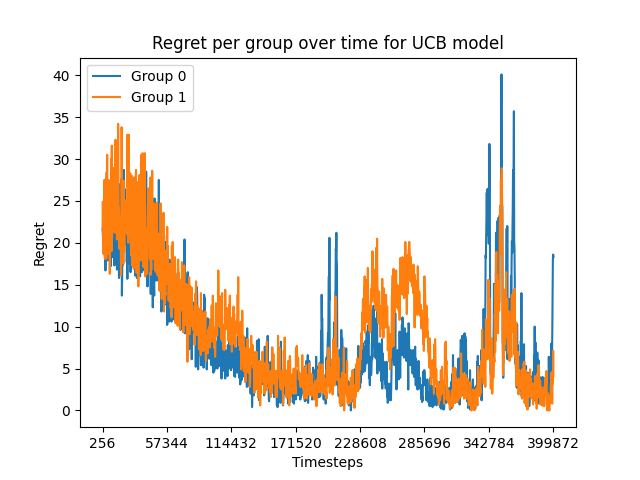 Regret per group over time for UCB model
Group 0
Group 1
40
35
30
25
20
15
10
5
0
Regret
256 57344 114432 171520 228608 285696 342784 399872
Timesteps